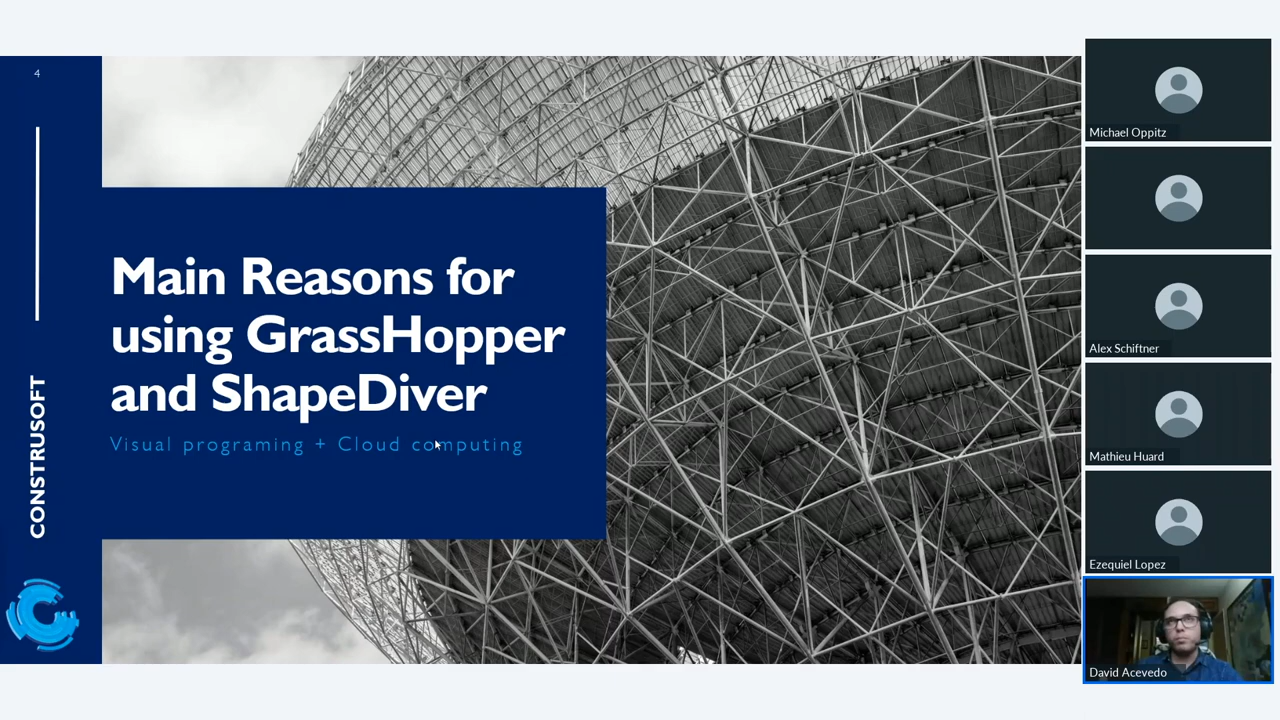 4
CONSTRUSOFT
Main Reasons for
using GrassHopper
and ShapeDiver
Visual programing + Cloud computing
Michael Oppitz
Alex Schiftner
Mathieu Huard
Ezequiel Lopez
David Acevedo